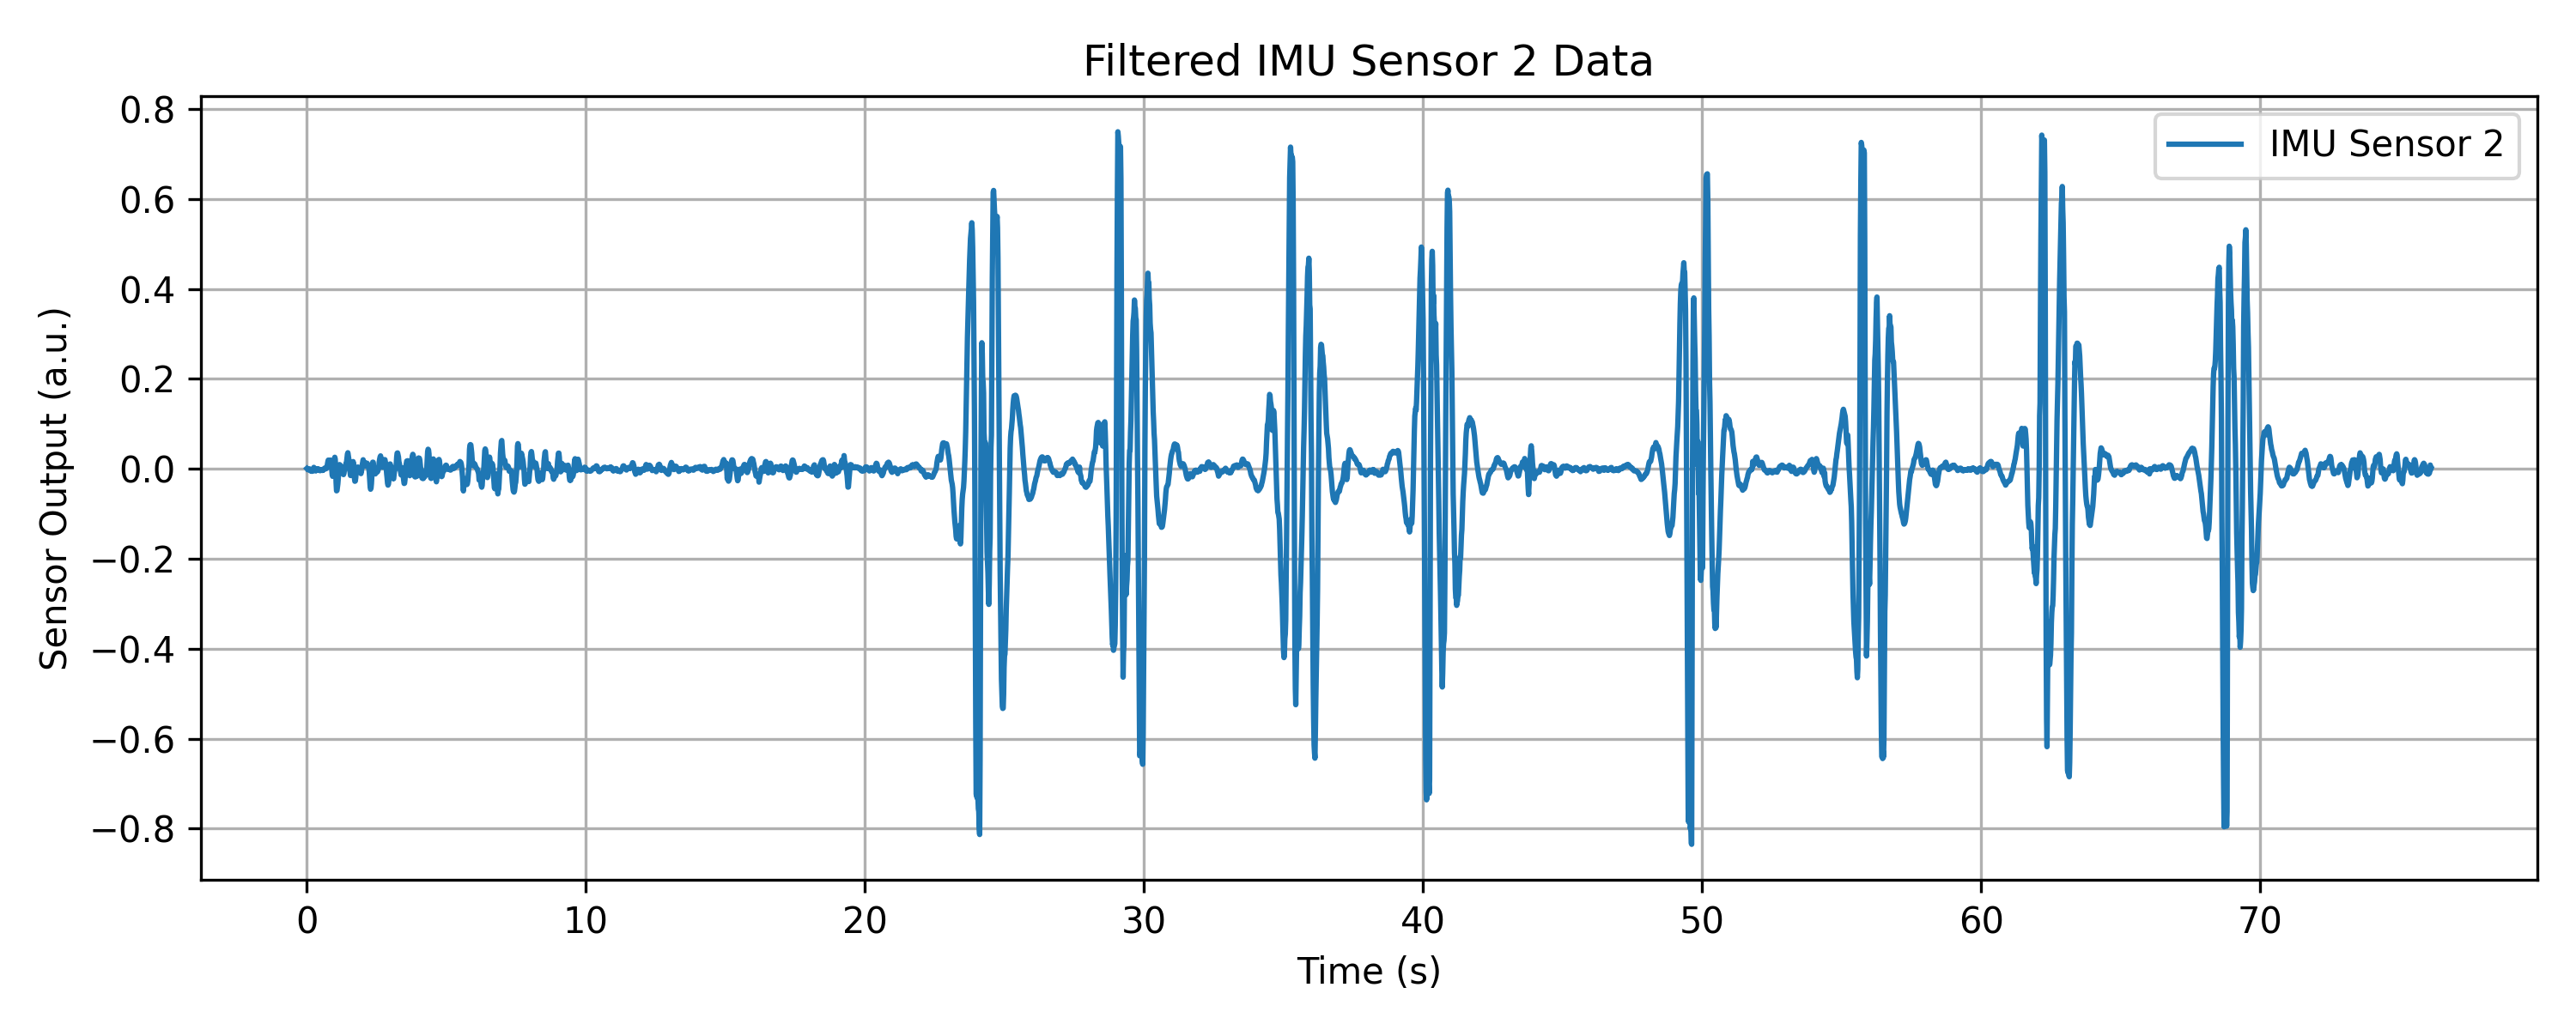 Filtered IMU Sensor 2 Data
IMU Sensor 2
Sensor Output (a.u.)
0.8
0.6
0.4
0.2
0.0
−0.2
−0.4
−0.6
−0.8
0 10 20 30 40 50 60 70
Time (s)